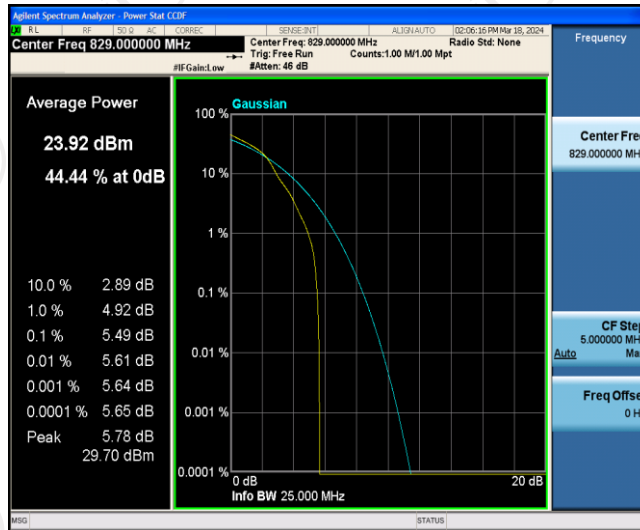 Agilent Spectrum Analyzer - Power Stat CCDF
RL RF 50 Ω AC CORREC SENSE:INT ALIGNAUTO 02:06:16 PM Mar 18, 2024
Center Freq 829.000000 MHz
Center Freq: 829.000000 MHz Radio Std: None
Trig: Free Run Counts:1.00 M/1.00 Mpt
#IFGain:Low #Atten: 46 dB
Frequency
Average Power
23.92 dBm
44.44 % at 0dB
10.0 % 2.89 dB
1.0 % 4.92 dB
0.1 % 5.49 dB
0.01 % 5.61 dB
0.001 % 5.64 dB
0.0001 % 5.65 dB
Peak 5.78 dB
29.70 dBm
Gaussian
100 %
10 %
1 %
0.1 %
0.01 %
0.001 %
0.0001 %
0 dB 20 dB
Info BW 25.000 MHz
Center Fre
829.000000 MH
CF Step
5.000000 MH
Auto Ma
Freq Offse
0 H
MSG STATUS